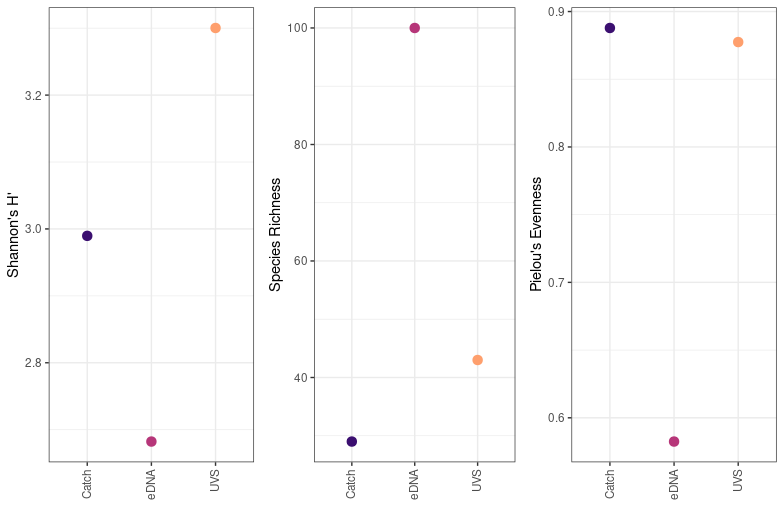 Shannon's H'
3.2
3.0
2.8
Catch
eDNA
UVS
Species Richness
100
80
60
40
Catch
eDNA
UVS
Pielou's Evenness
0.9
0.8
0.7
0.6
Catch
eDNA
UVS